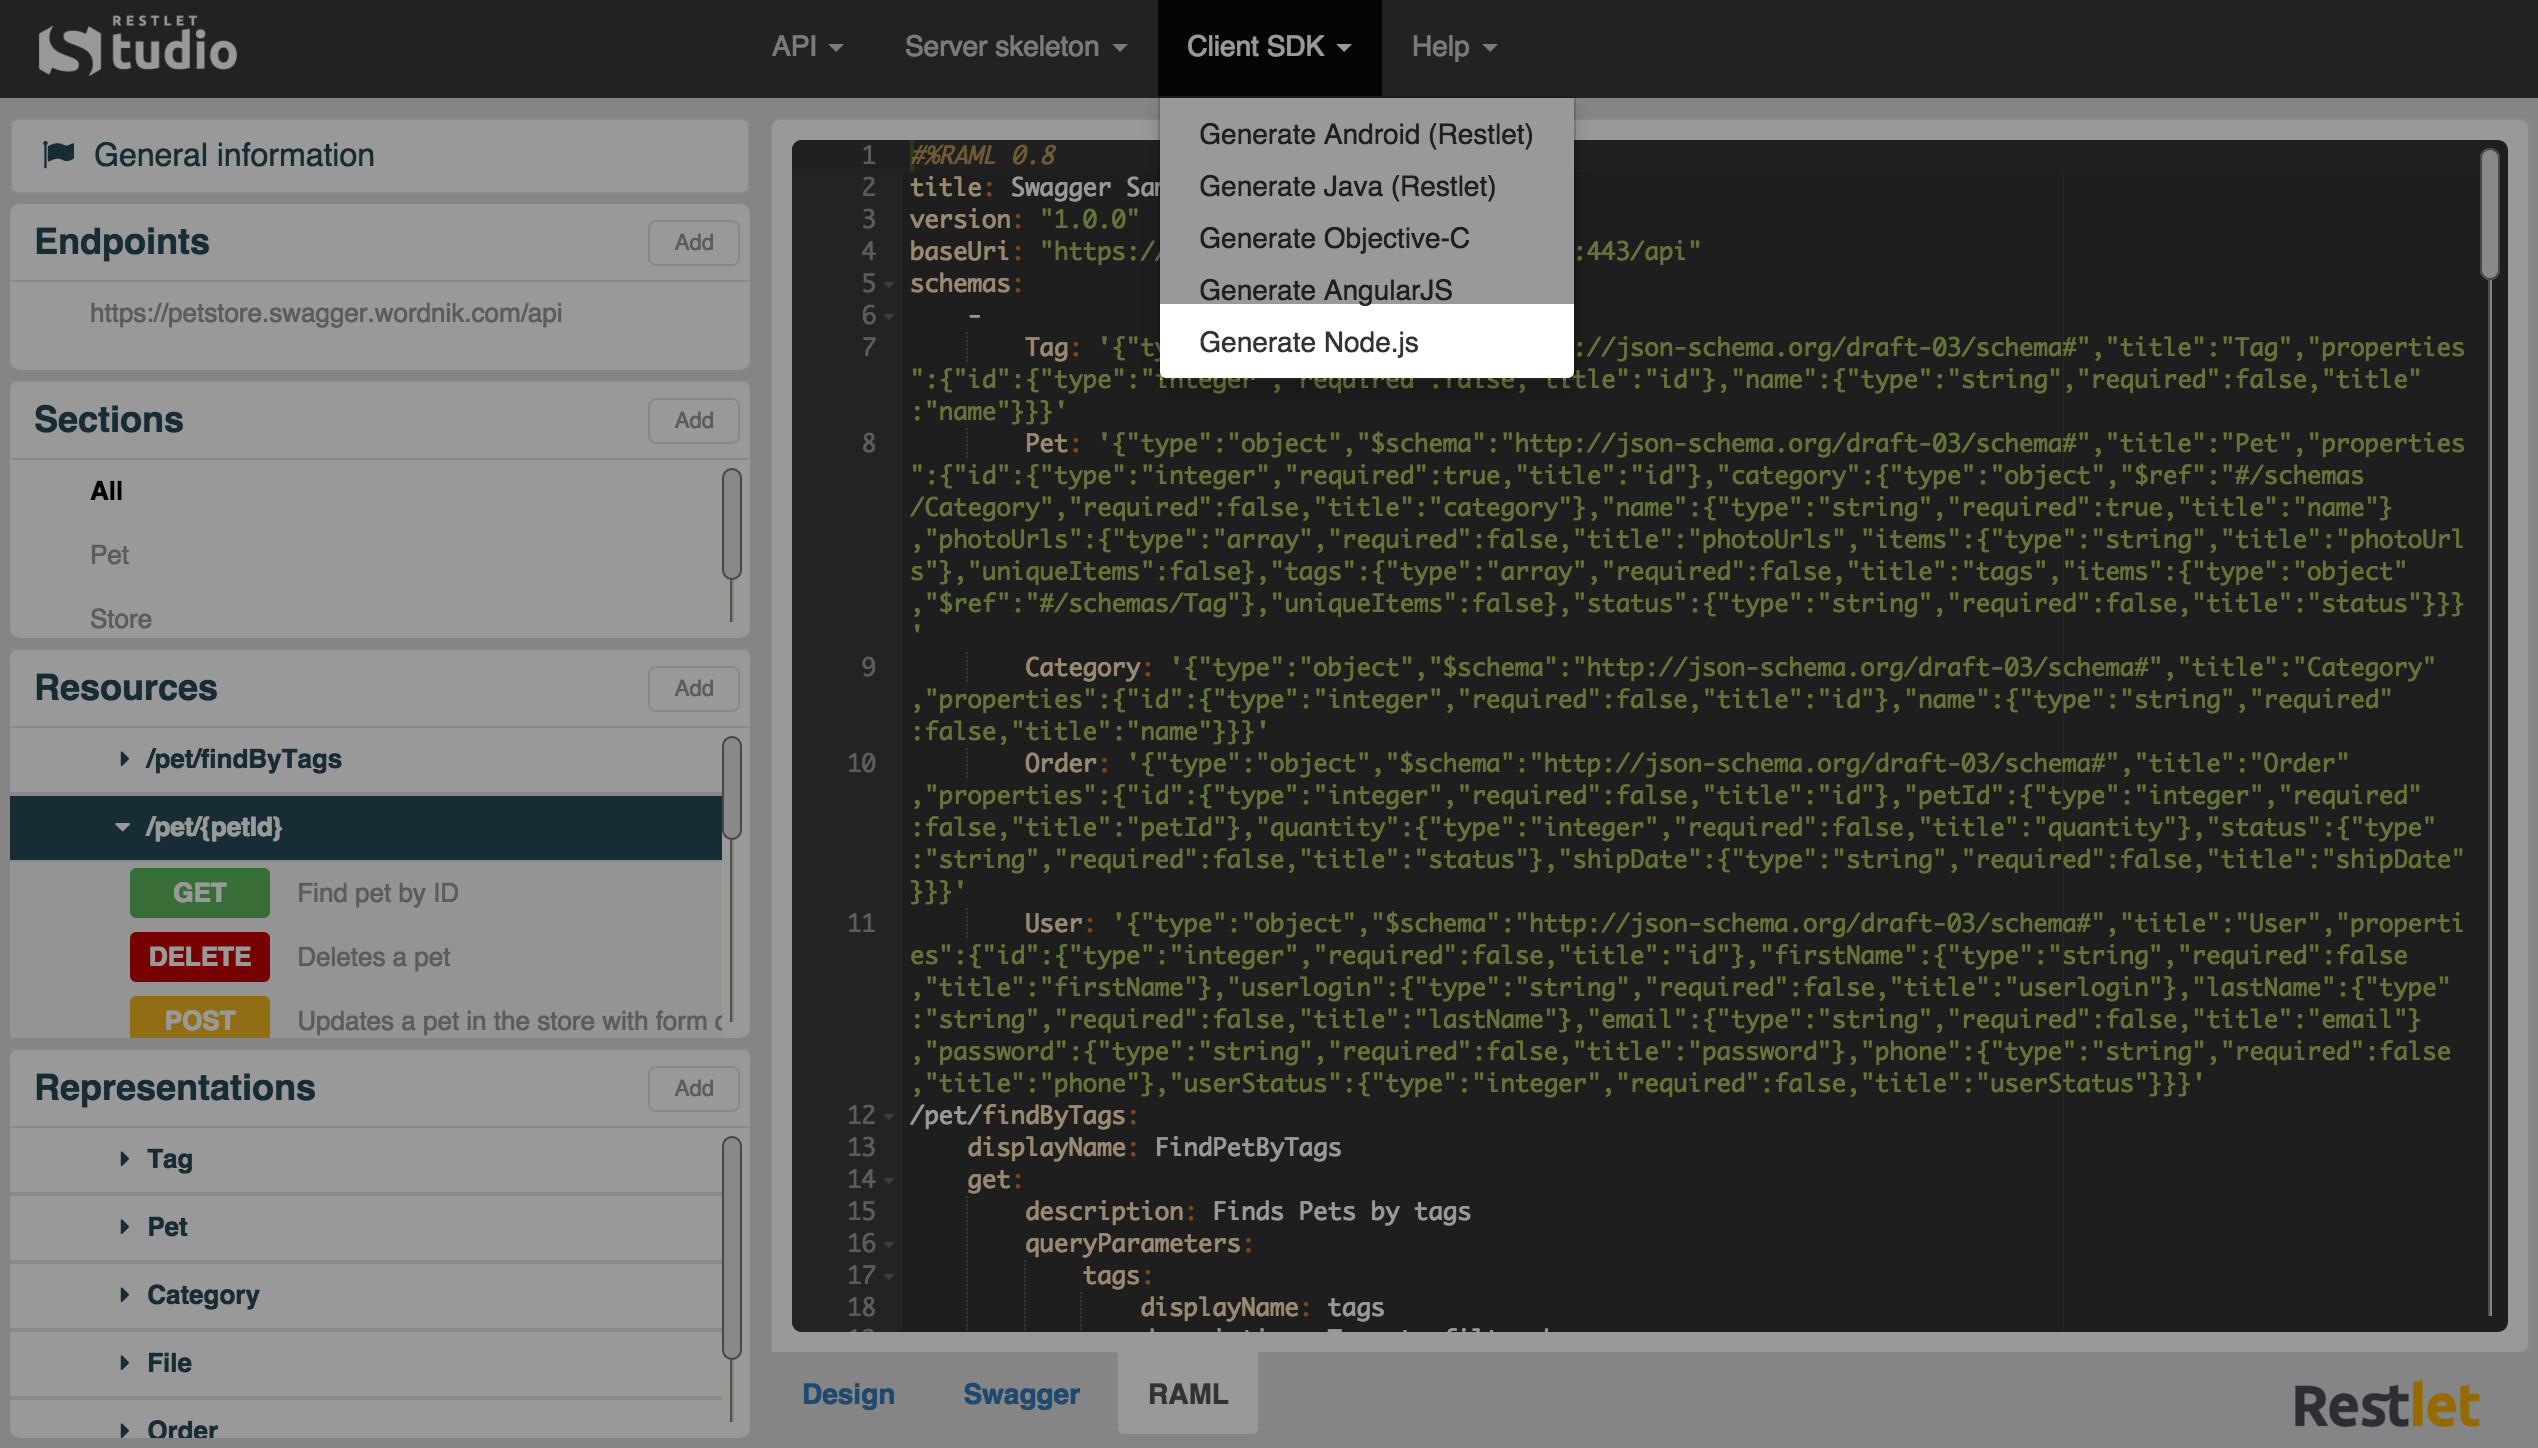 RESTLET
Studio
API
Server skeleton
Client SDK
Help
Generate Android (Restlet)
Generate Java (Restlet)
Generate Objective-C
Generate AngularJS
Generate Node.js
General information
Endpoints
Add
https://petstore.swagger.wordnik.com/api
Sections
Add
All
Pet
Store
Resources
Add
/pet/findByTags
/pet/{petId}
GET Find pet by ID
DELETE Deletes a pet
POST Updates a pet in the store with form
Representations
Add
Tag
Pet
Category
File
Order
1 #%RAML 0.8
2 title: Swagger
3 version: "1.0.0"
4 baseUri: "https:/ :443/api"
5 schemas:
6 -
7 Tag: '{"ty ://json-schema.org/draft-03/schema#","title":"Tag","properties
":{"id":{"type":"integer","required":false,"title":"id"},"name":{"type":"string","required":false,"title"
:"name"}}}'
8 Pet: '{"type":"object","$schema":"http://json-schema.org/draft-03/schema#","title":"Pet","properties
":{"id":{"type":"integer","required":true,"title":"id"},"category":{"type":"object","$ref":"#/schemas
/Category","required":false,"title":"category"},"name":{"type":"string","required":true,"title":"name"}
,"photoUrls":{"type":"array","required":false,"title":"photoUrls","items":{"type":"string","title":"photoUrl
s"},"uniqueItems":false},"tags":{"type":"array","required":false,"title":"tags","items":{"type":"object"
,"$ref":"#/schemas/Tag"},"uniqueItems":false},"status":{"type":"string","required":false,"title":"status"}}}
'
9 Category: '{"type":"object","$schema":"http://json-schema.org/draft-03/schema#","title":"Category"
,"properties":{"id":{"type":"integer","required":false,"title":"id"},"name":{"type":"string","required"
:false,"title":"name"}}}'
10 Order: '{"type":"object","$schema":"http://json-schema.org/draft-03/schema#","title":"Order"
,"properties":{"id":{"type":"integer","required":false,"title":"id"},"petId":{"type":"integer","required"
:false,"title":"petId"},"quantity":{"type":"integer","required":false,"title":"quantity"},"status":{"type"
:"string","required":false,"title":"status"},"shipDate":{"type":"string","required":false,"title":"shipDate"
}}}'
11 User: '{"type":"object","$schema":"http://json-schema.org/draft-03/schema#","title":"User","properti
es":{"id":{"type":"integer","required":false,"title":"id"},"firstName":{"type":"string","required":false
,"title":"firstName"},"userlogin":{"type":"string","required":false,"title":"userlogin"},"lastName":{"type"
:"string","required":false,"title":"lastName"},"email":{"type":"string","required":false,"title":"email"}
,"password":{"type":"string","required":false,"title":"password"},"phone":{"type":"string","required":false
,"title":"phone"},"userStatus":{"type":"integer","required":false,"title":"userStatus"}}}'
12 /pet/findByTags:
13 displayName: FindPetByTags
14 get:
15 description: Finds Pets by tags
16 queryParameters:
17 tags:
18 displayName: tags
Design
Swagger
RAML
Restlet